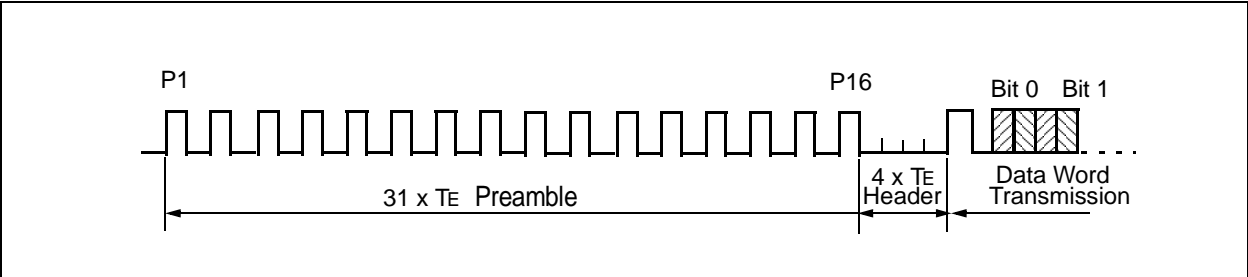 P1
P16
Bit 0
Bit 1
31 x TE Preamble
4 x TE
Header
Data Word
Transmission